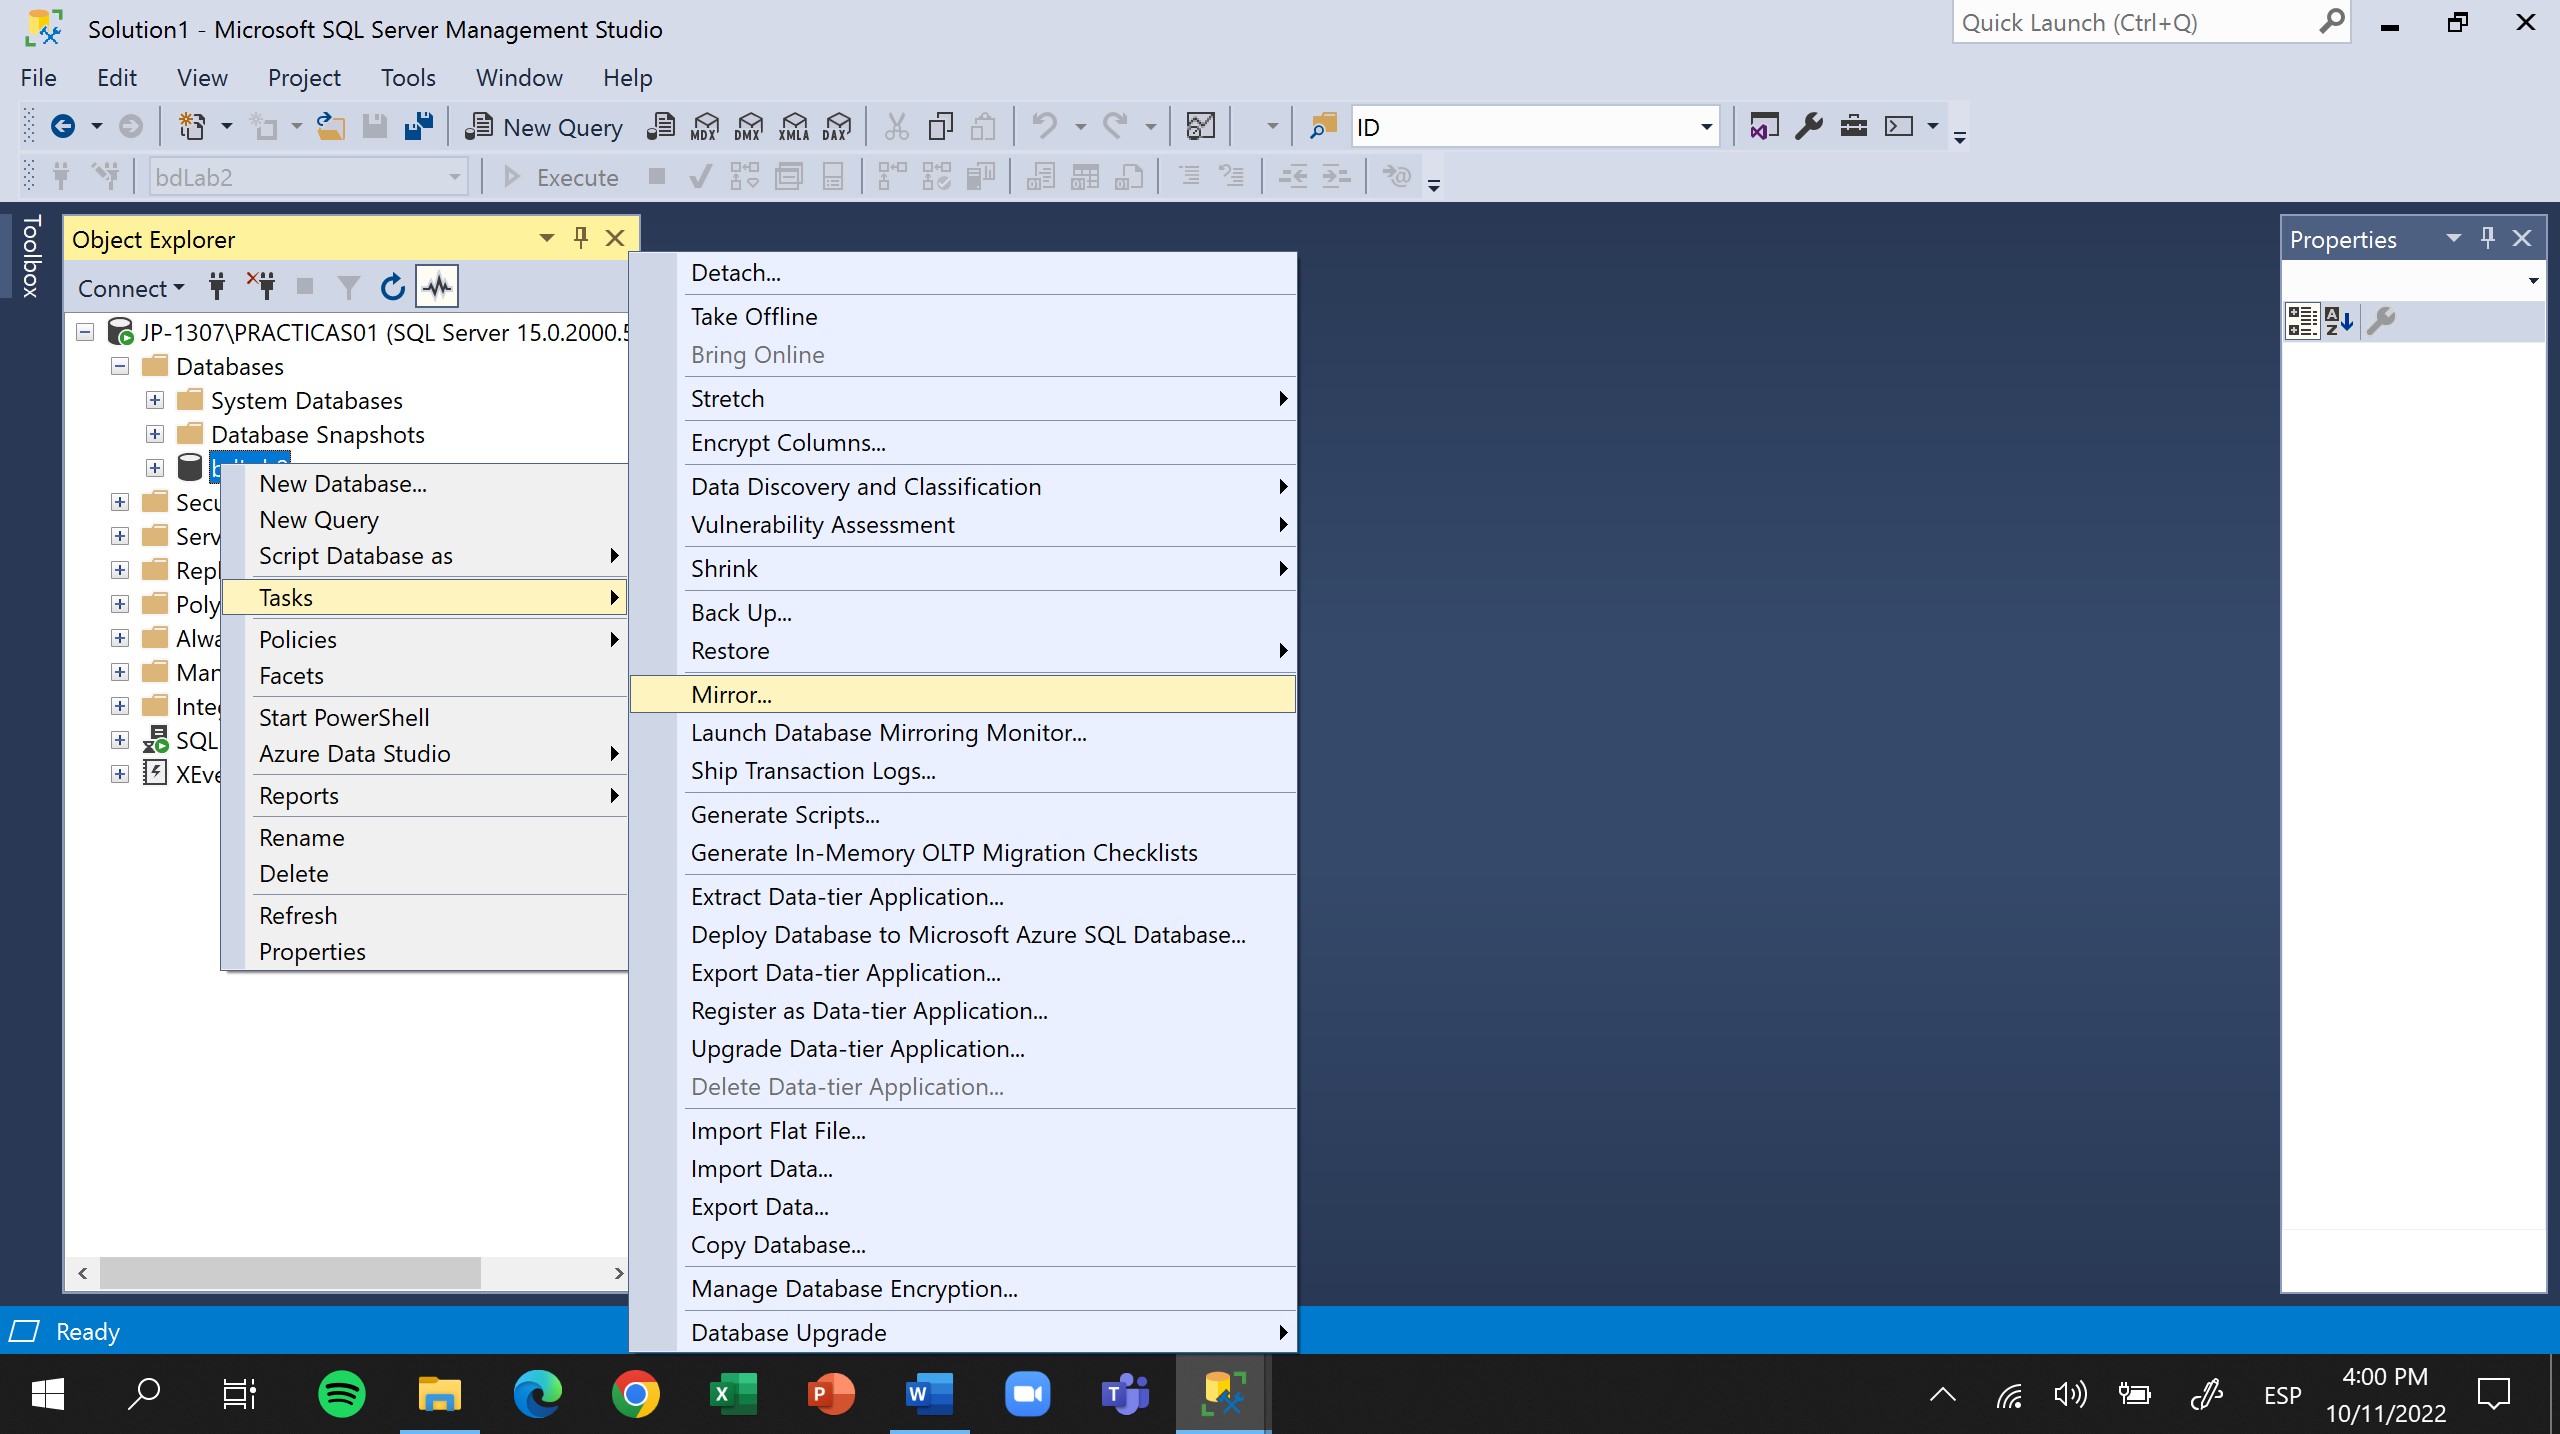 Solution1 - Microsoft SQL Server Management Studio
Quick Launch (Ctrl+Q)
File Edit View Project Tools Window Help
New Query MDX DMX XMLA DAX ID
bdLab2 Execute
Toolbox
Object Explorer
Connect
JP-1307\PRACTICAS01 (SQL Server 15.0.2000.5
Databases
System Databases
Database Snapshots
Secu
Serv
Repl
Poly
Alwa
Man
Integ
SQL
XEve
New Database...
New Query
Script Database as
Tasks
Policies
Facets
Start PowerShell
Azure Data Studio
Reports
Rename
Delete
Refresh
Properties
Detach...
Take Offline
Bring Online
Stretch
Encrypt Columns...
Data Discovery and Classification
Vulnerability Assessment
Shrink
Back Up...
Restore
Mirror...
Launch Database Mirroring Monitor...
Ship Transaction Logs...
Generate Scripts...
Generate In-Memory OLTP Migration Checklists
Extract Data-tier Application...
Deploy Database to Microsoft Azure SQL Database...
Export Data-tier Application...
Register as Data-tier Application...
Upgrade Data-tier Application...
Delete Data-tier Application...
Import Flat File...
Import Data...
Export Data...
Copy Database...
Manage Database Encryption...
Database Upgrade
Properties
Ready
ESP
4:00 PM
10/11/2022